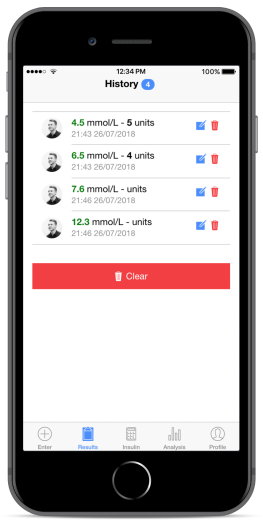 12:34 PM
100%
History 4
4.5 mmol/L - 5 units
21:43 26/07/2018
6.5 mmol/L - 4 units
21:44 26/07/2018
7.6 mmol/L - units
21:46 26/07/2018
12.3 mmol/L - units
21:46 26/07/2018
Clear
Enter
Results
Insulin
Analysis
Profile